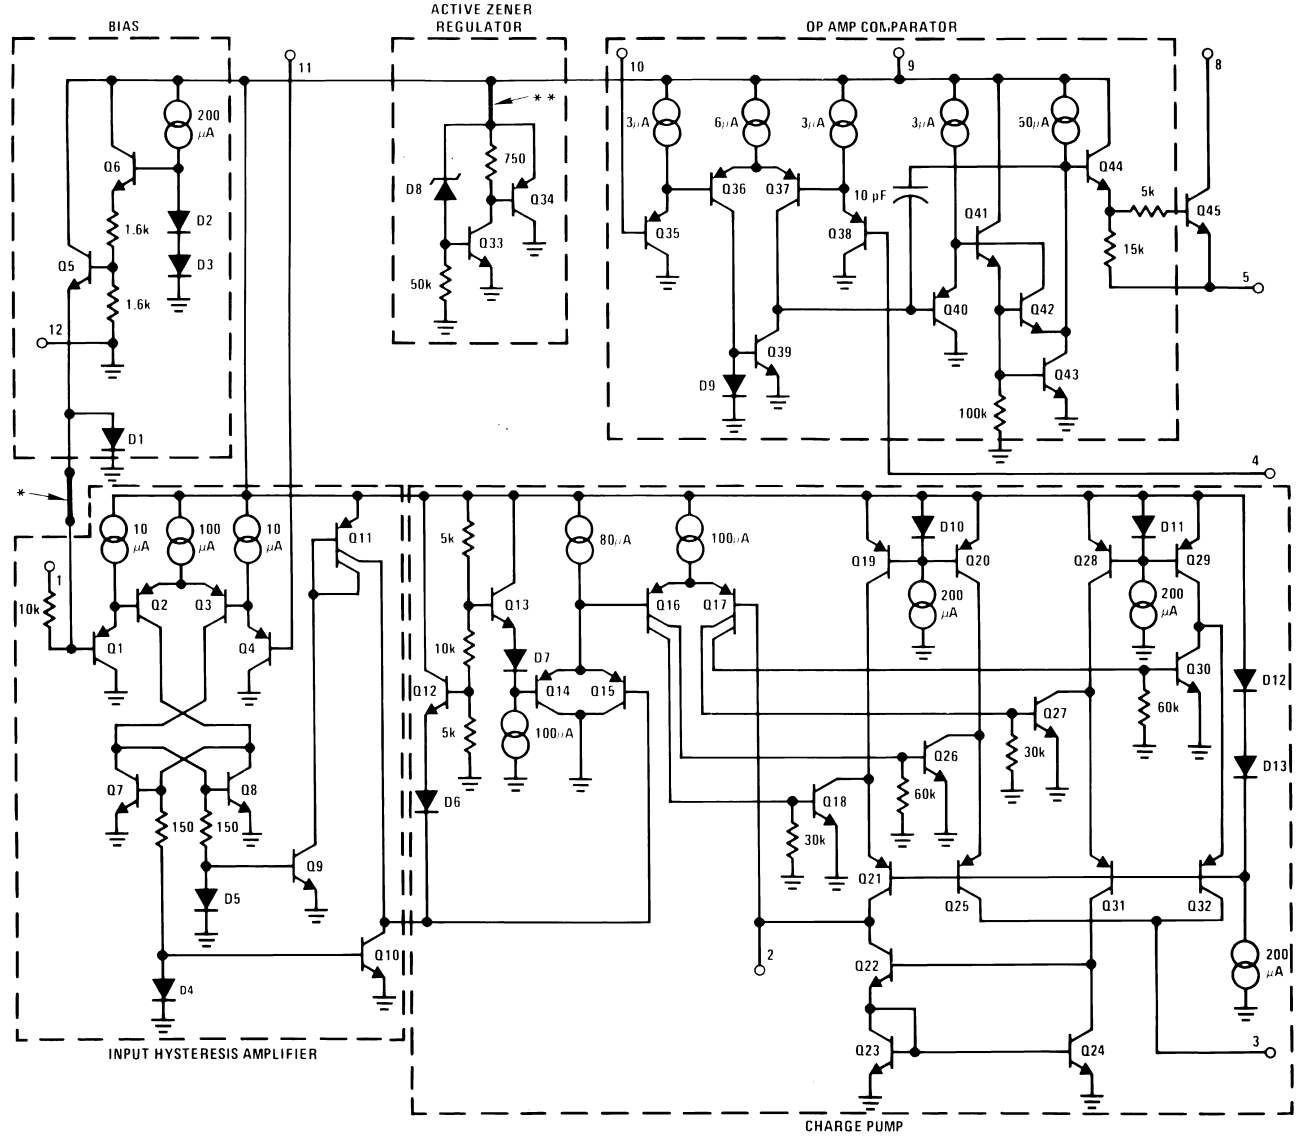 BIAS
ACTIVE ZENER
REGULATOR
OP AMP COMPARATOR
11
10
9
8
200
μA
* *
3μA
6μA
3μA
3μA
50μA
Q6
750
Q44
D8
Q36
Q37
10 pF
5k
Q34
Q45
D2
1.6k
Q41
Q35
Q38
Q33
15k
Q5
D3
5
50k
1.6k
Q40
Q42
12
Q39
D9
Q43
100k
D1
4
*
10
μA
100
μA
10
μA
Q11
5k
80μA
100μA
D10
D11
Q19
Q20
Q28
Q29
1
10k
Q2
Q3
Q13
Q16
Q17
200
μA
200
μA
Q1
Q4
10k
D7
Q30
Q12
Q14
Q15
D12
Q27
60k
5k
100μA
30k
Q26
D13
Q7
Q8
D6
60k
Q18
150
150
30k
Q9
Q21
Q25
Q31
Q32
D5
Q10
2
Q22
200
μA
D4
3
Q23
Q24
INPUT HYSTERESIS AMPLIFIER
CHARGE PUMP